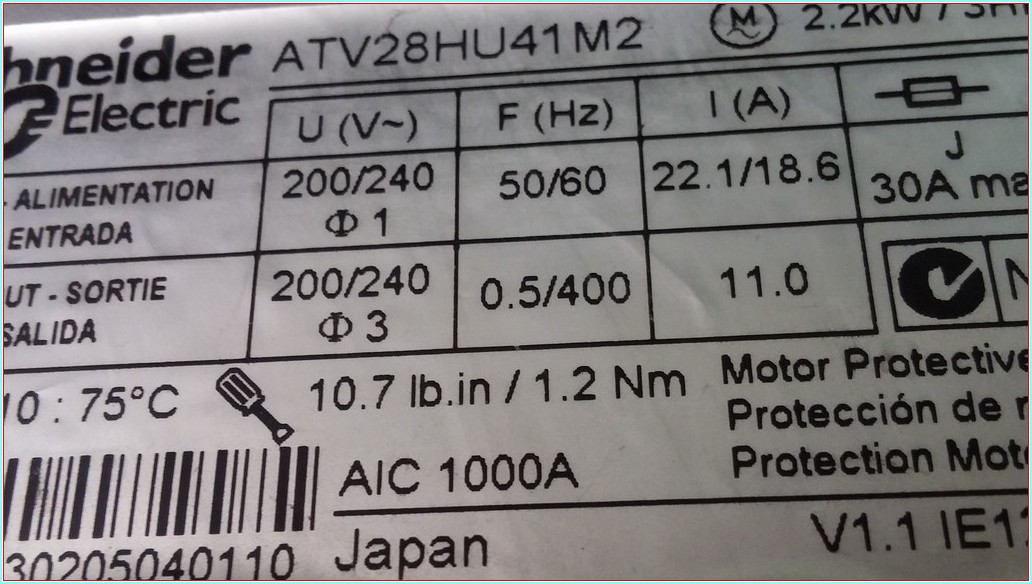 hneider
Electric
ATV28HU41M2
M
2.2kW / 3H
U (V~)
F (Hz)
I (A)
ALIMENTATION
ENTRADA
200/240
Φ 1
50/60
22.1/18.6
J
30A ma
UT - SORTIE
SALIDA
200/240
Φ 3
0.5/400
11.0
N
10 : 75°C
10.7 lb.in / 1.2 Nm
Motor Protective
Protección de
Protection Moto
AIC 1000A
30205040110
Japan
V1.1 IE1